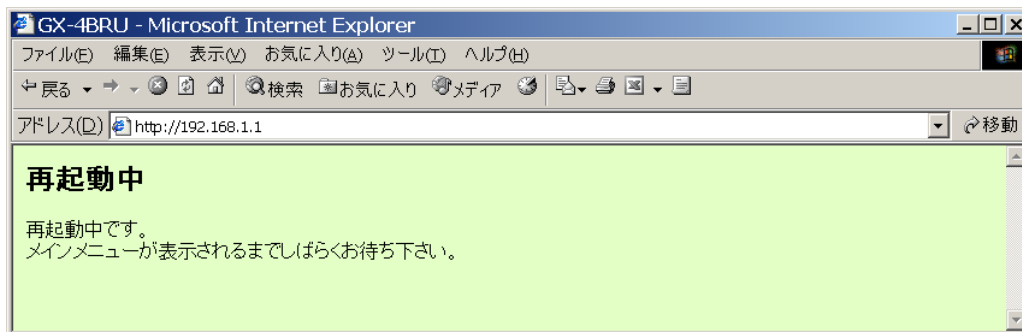 GX-4BRU - Microsoft Internet Explorer
ファイル(F) 編集(E) 表示(V) お気に入り(A) ツール(T) ヘルプ(H)
戻る 検索 お気に入り メディア
アドレス(D) http://192.168.1.1 移動
再起動中
再起動中です。
メインメニューが表示されるまでしばらくお待ち下さい。